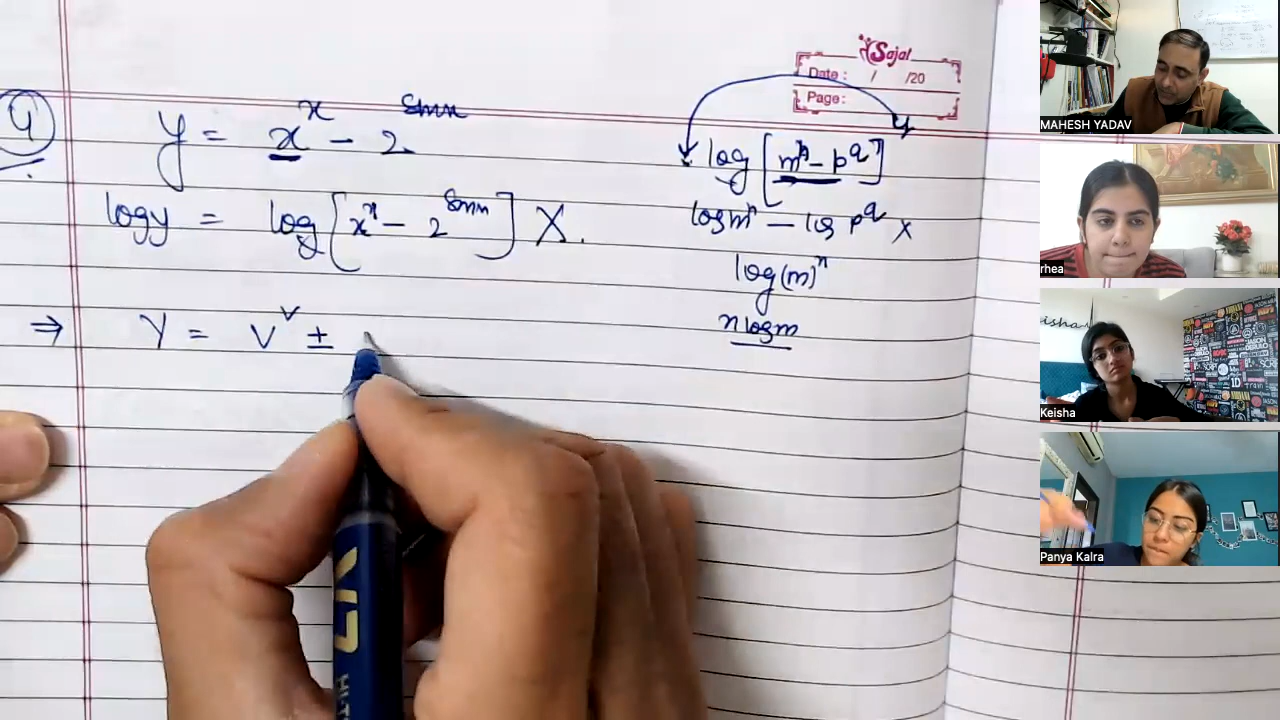 Sajal
Date : / /20
Page:
4
y = x^x - 2^sinx
log y = log [x^x - 2^sinx] X.
⇒ Y = V^V ±
log [m^n - p^q]
log m^n - log p^q X
log (m)^n
n log m
MAHESH YADAV
rhea
Keisha
Panya Kalra